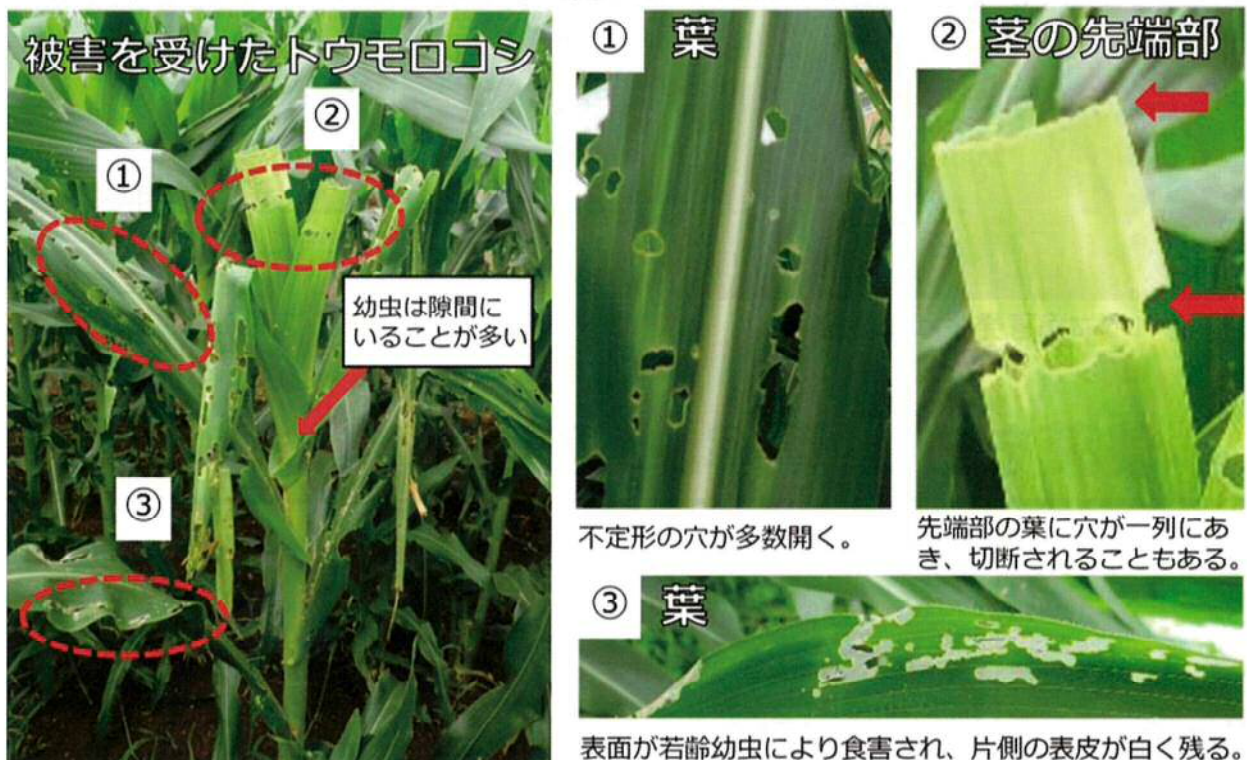 被害を受けたトウモロコシ
①
②
③
幼虫は隙間に
いることが多い
① 葉
不定形の穴が多数開く。
② 茎の先端部
先端部の葉に穴が一列にあ
き、切断されることもある。
③ 葉
表面が若齢幼虫により食害され、片側の表皮が白く残る。